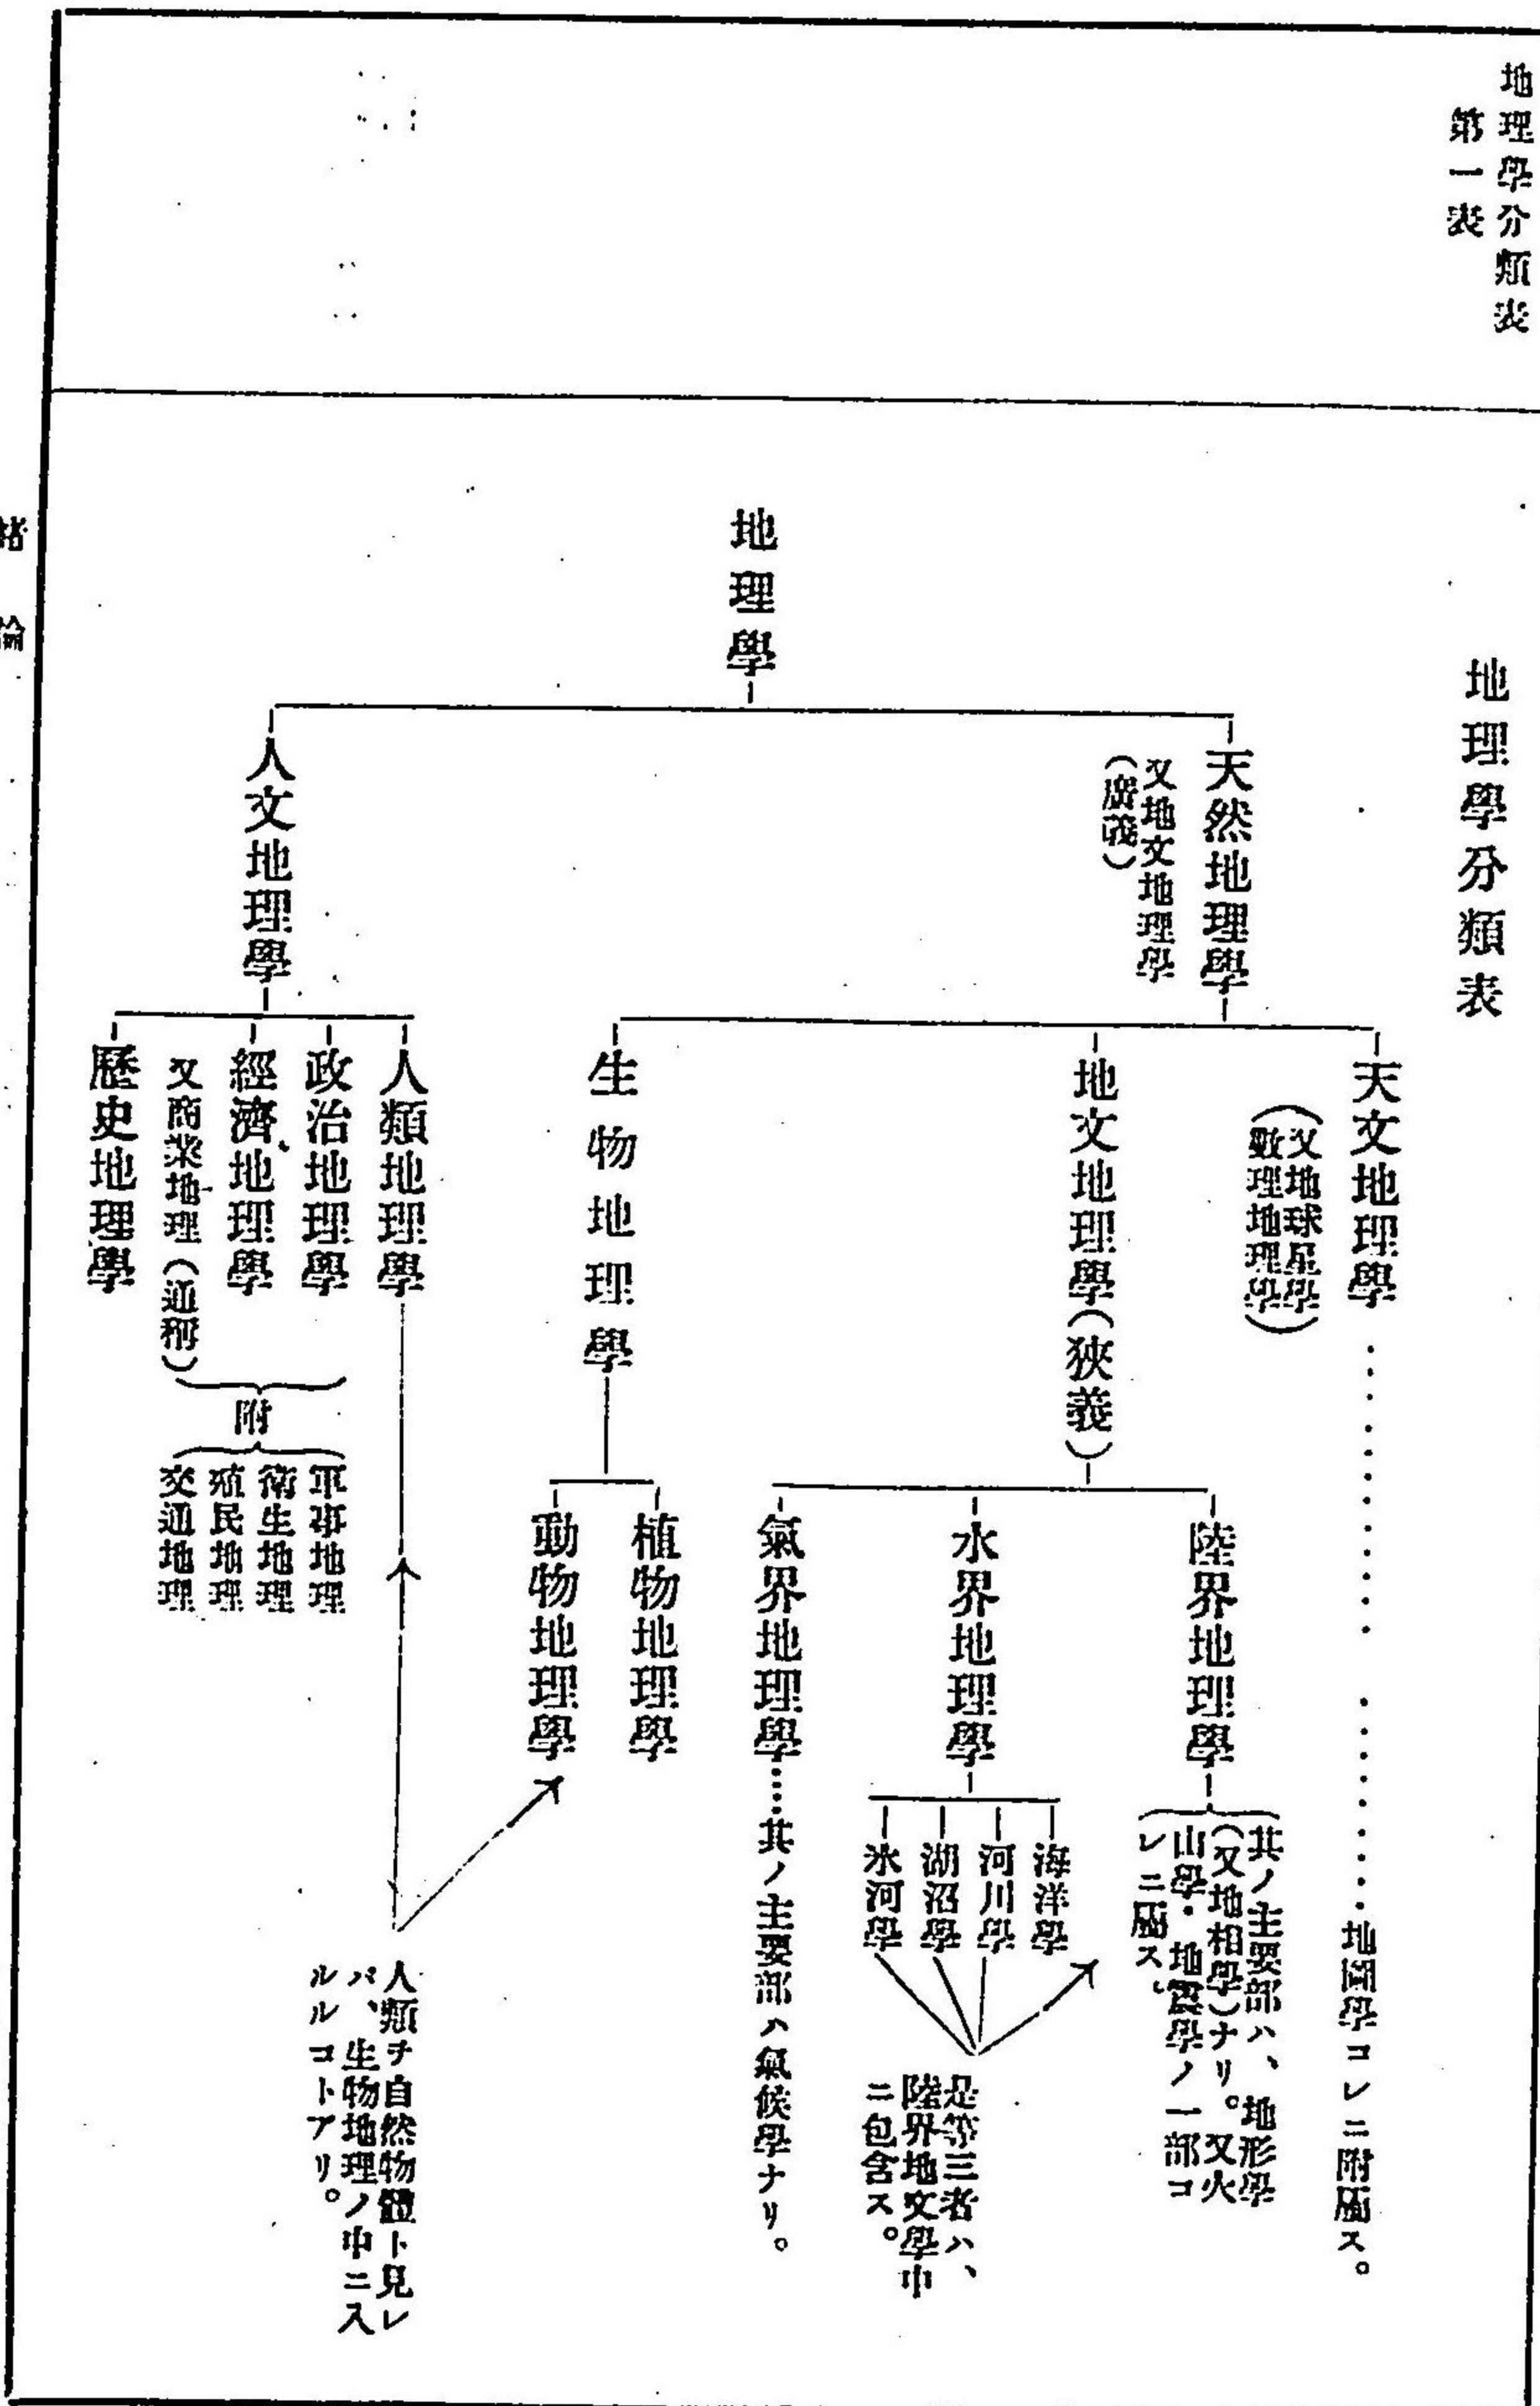 地理學分類表
第一表
地理學分類表
地理學
天然地理學
又地文地理學
(廣義)
天文地理學
(又地球星學
數理地理學)
地圖學コレニ附屬ス。
地文地理學(狹義)
陸界地理學
其ノ主要部ハ、地形學
(又地相學)ナリ。又火
山學・地震學ノ一部コ
レニ屬ス。
水界地理學
海洋學
河川學
湖沼學
氷河學
是等三者ハ、
陸界地文學中
ニ包含ス。
氣界地理學……其ノ主要部ハ氣候學ナリ。
生物地理學
植物地理學
動物地理學
人文地理學
人類地理學
人類ヲ自然物體ト見レ
バ、生物地理ノ中ニ入
ルルコトアリ。
政治地理學
經濟地理學
又商業地理(通稱)
附
軍事地理
衞生地理
殖民地理
交通地理
歷史地理學
緖論